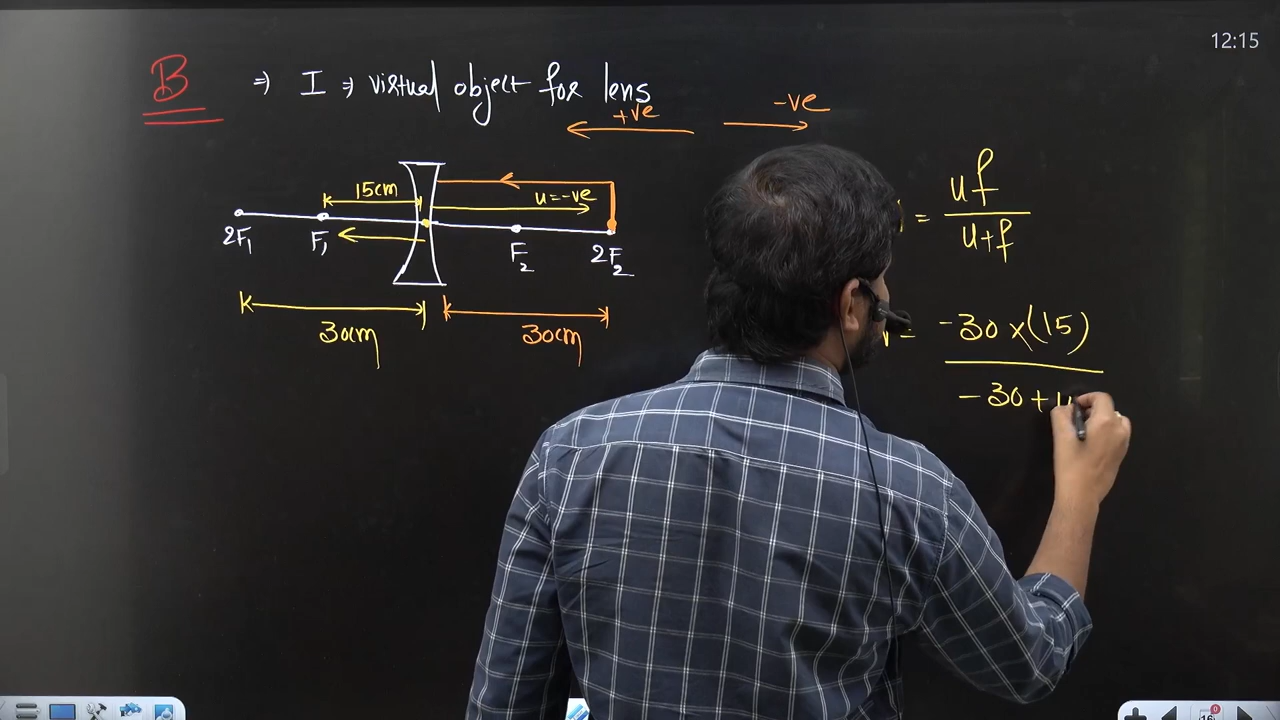 12:15
B ⇒ I ⇒ virtual object for lens
+ve -ve
15cm u=-ve
2F₁ F₁ F₂ 2F₂
30cm 30cm
= uf/u+f
= -30×(15)/-30+